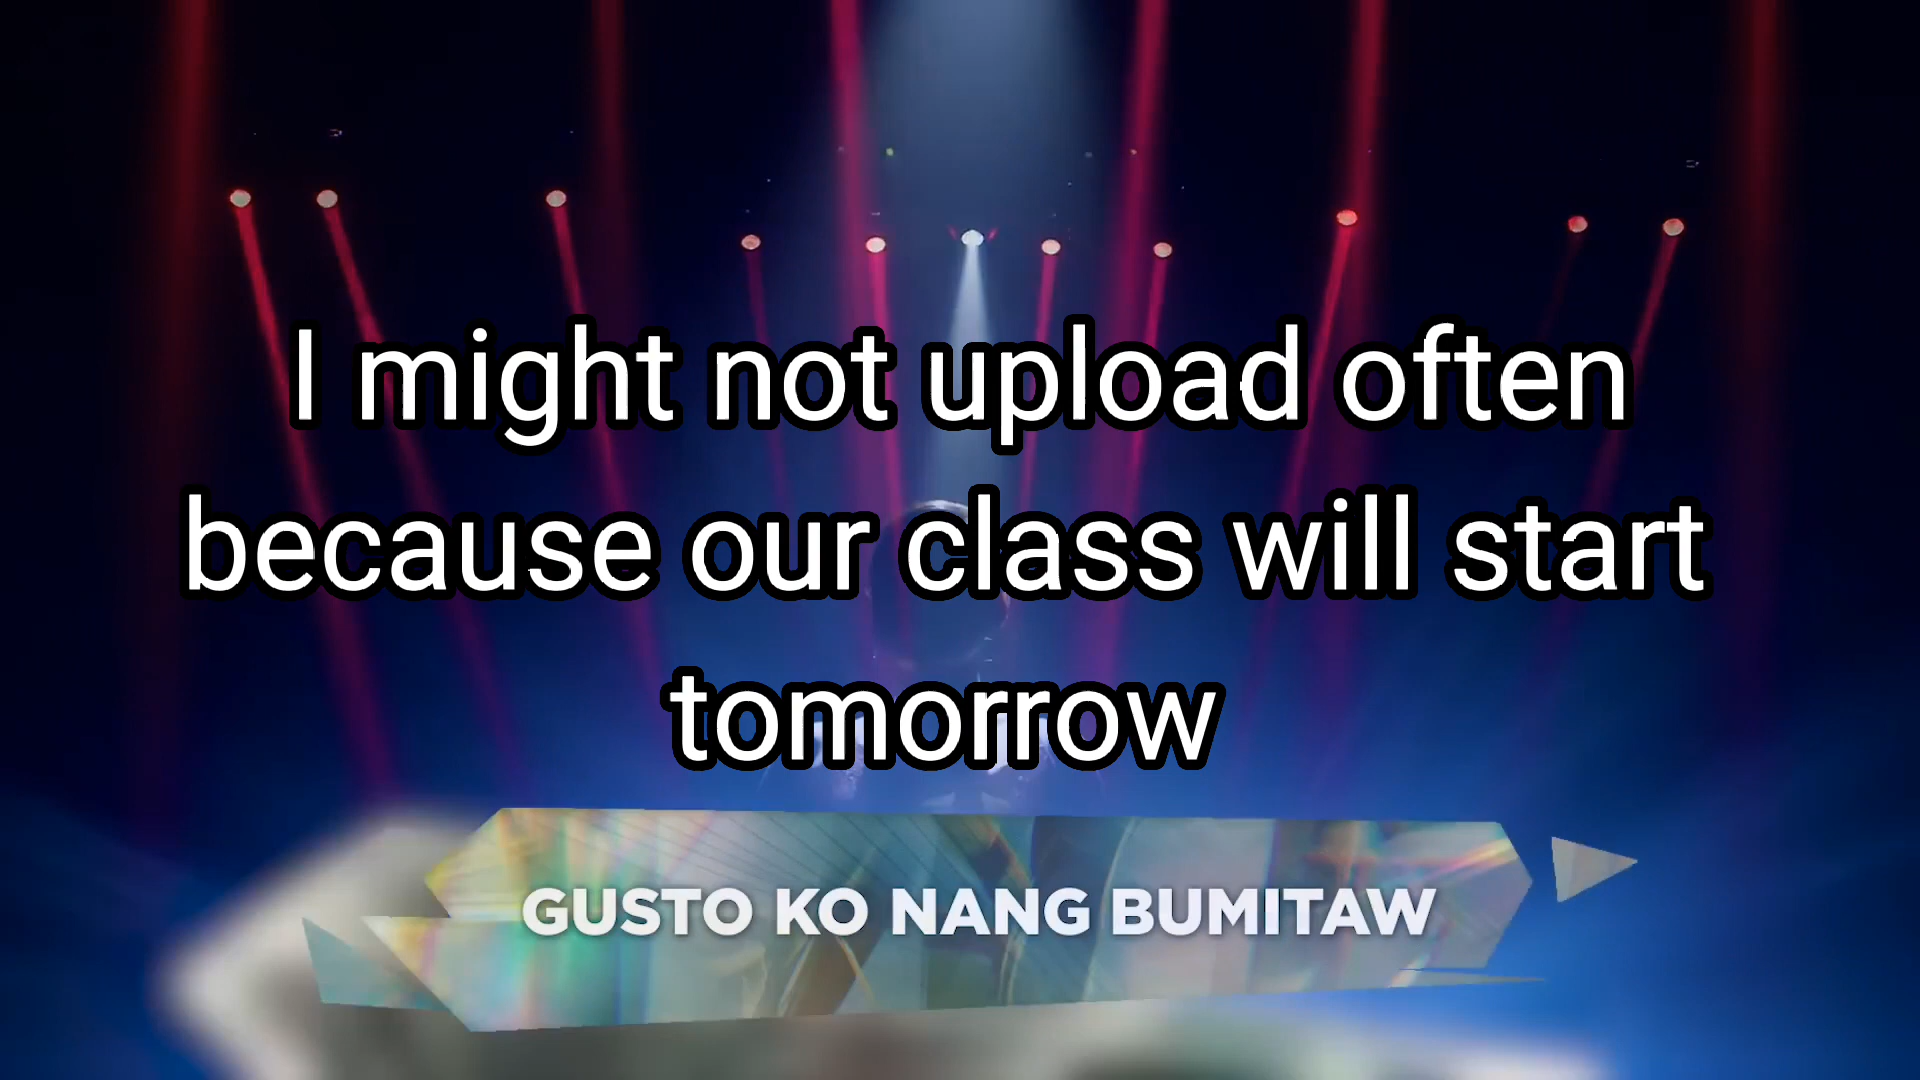 I might not upload often
because our class will start
tomorrow
GUSTO KO NANG BUMITAW